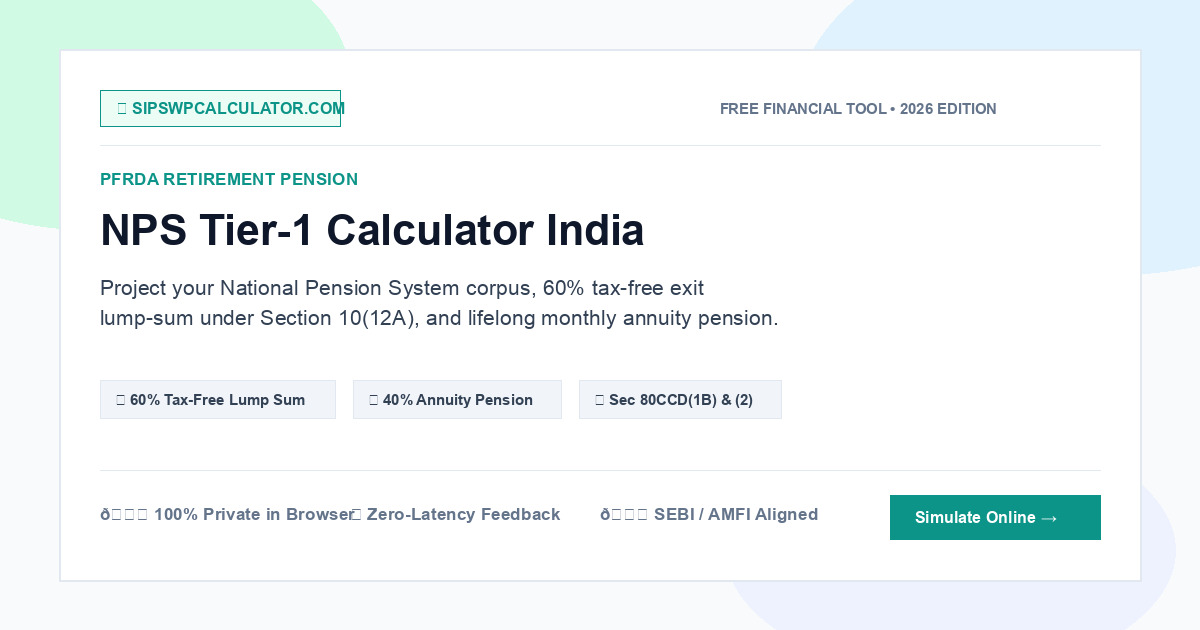 □ SIPSWPCALCULATOR.COM
FREE FINANCIAL TOOL • 2026 EDITION
PFRDA RETIREMENT PENSION
NPS Tier-1 Calculator India
Project your National Pension System corpus, 60% tax-free exit
lump-sum under Section 10(12A), and lifelong monthly annuity pension.
□ 60% Tax-Free Lump Sum
□ 40% Annuity Pension
□ Sec 80CCD(1B) & (2)
ð□□□ 100% Private in Browser
□ Zero-Latency Feedback
ð□□□ SEBI / AMFI Aligned
Simulate Online →